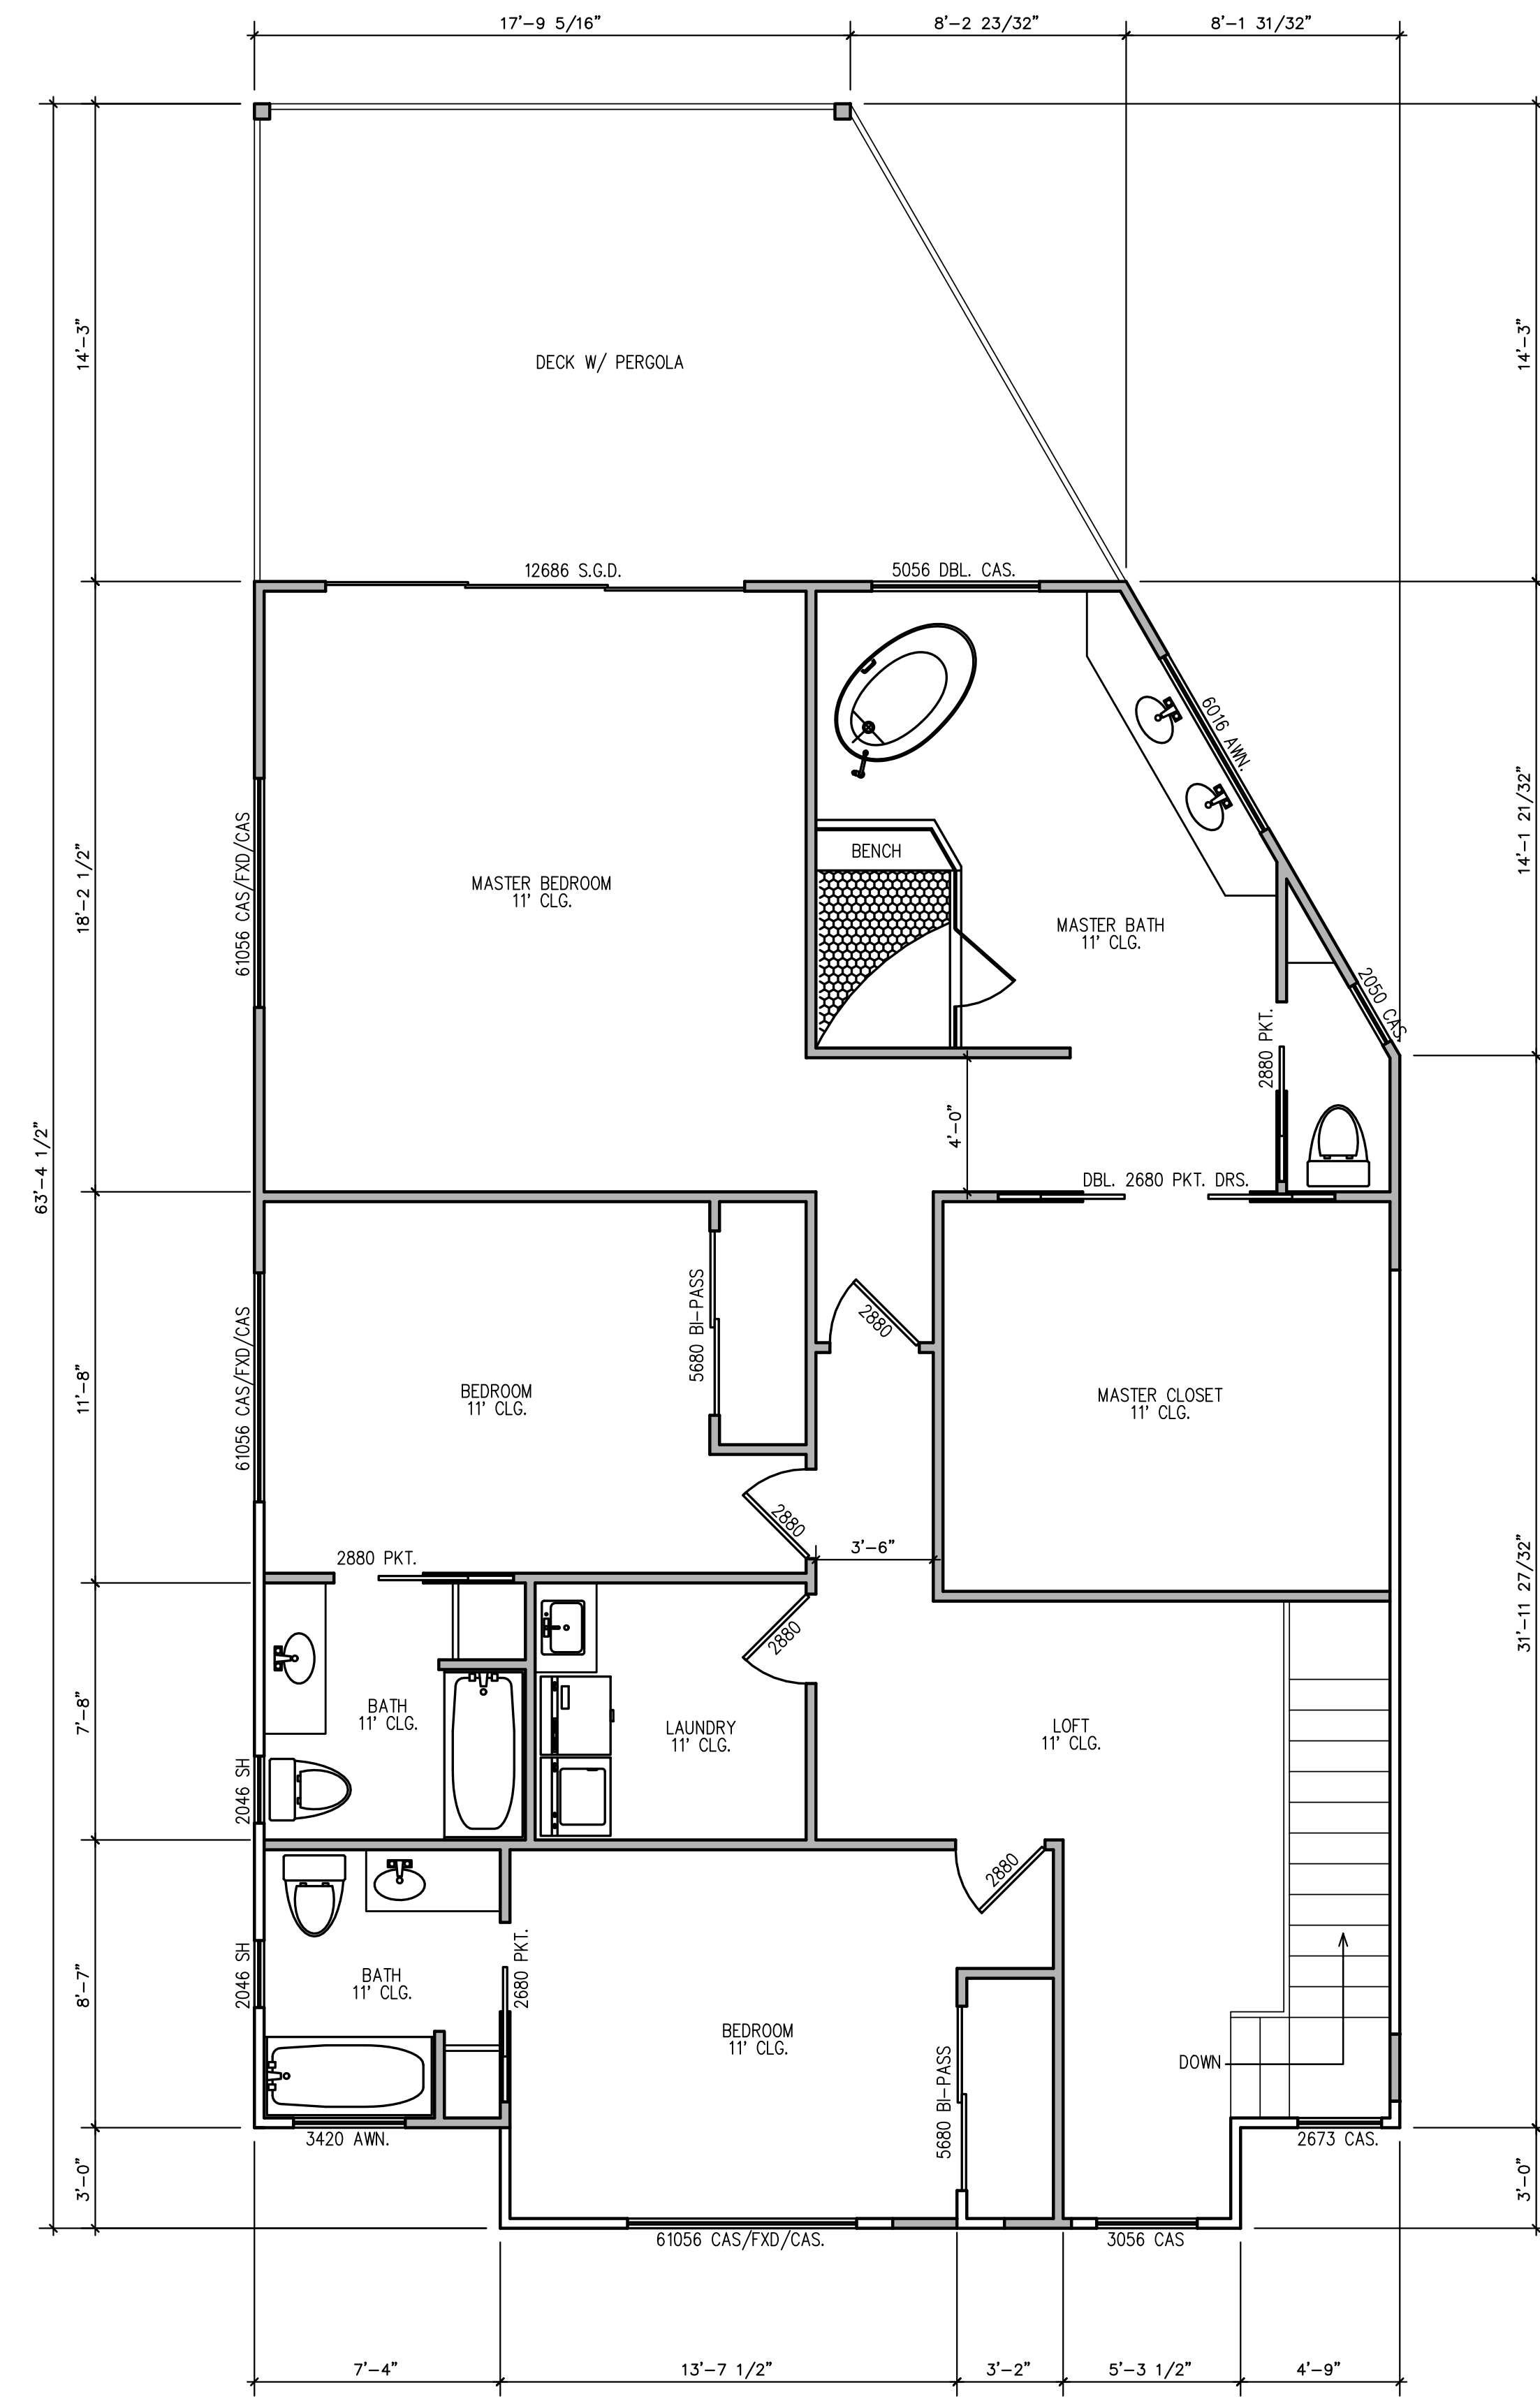 17'-9 5/16"
8'-2 23/32"
8'-1 31/32"
14'-3"
14'-3"
DECK W/ PERGOLA
12686 S.G.D.
5056 DBL. CAS.
6016 AWN.
61056 CAS/FXD/CAS
18'-2 1/2"
14'-1 21/32"
BENCH
MASTER BEDROOM
11' CLG.
MASTER BATH
11' CLG.
2050 CAS
2880 PKT.
63'-4 1/2"
4'-0"
DBL. 2680 PKT. DRS.
2880
5680 BI-PASS
61056 CAS/FXD/CAS
11'-8"
BEDROOM
11' CLG.
MASTER CLOSET
11' CLG.
2880
3'-6"
2880 PKT.
31'-11 27/32"
2880
BATH
11' CLG.
LAUNDRY
11' CLG.
LOFT
11' CLG.
7'-8"
2046 SH
2880
2046 SH
8'-7"
2680 PKT.
BATH
11' CLG.
BEDROOM
11' CLG.
5680 BI-PASS
DOWN
3420 AWN.
2673 CAS.
3'-0"
3'-0"
61056 CAS/FXD/CAS.
3056 CAS
7'-4"
13'-7 1/2"
3'-2"
5'-3 1/2"
4'-9"